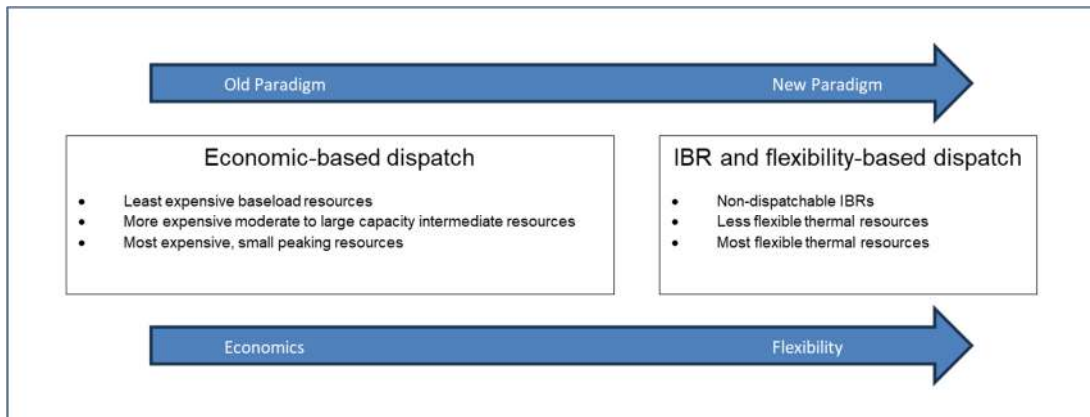 Old Paradigm New Paradigm
Economic-based dispatch
• Least expensive baseload resources
• More expensive moderate to large capacity intermediate resources
• Most expensive, small peaking resources
IBR and flexibility-based dispatch
• Non-dispatchable IBRs
• Less flexible thermal resources
• Most flexible thermal resources
Economics Flexibility